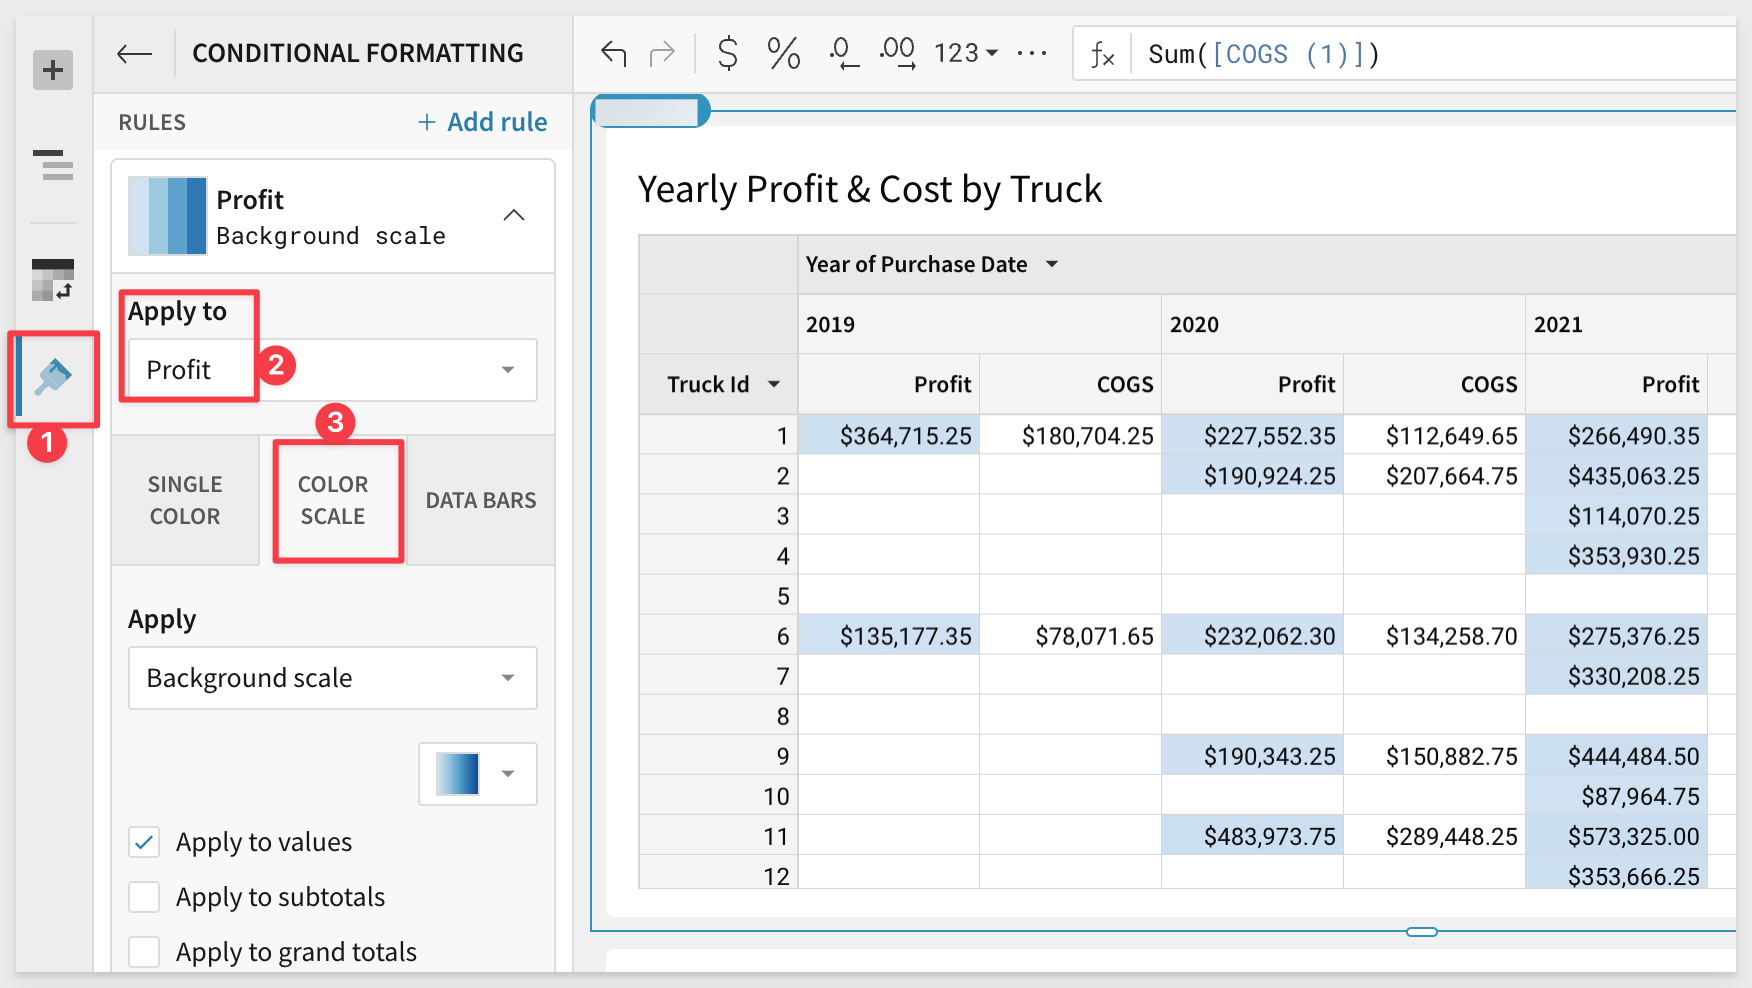 CONDITIONAL FORMATTING
$ % .0 .00 123 ···
fx Sum([COGS (1)])
RULES
+ Add rule
Profit
Background scale
Apply to
Profit
1
2
3
SINGLE COLOR
COLOR SCALE
DATA BARS
Apply
Background scale
Apply to values
Apply to subtotals
Apply to grand totals
Yearly Profit & Cost by Truck
Year of Purchase Date
2019 2020 2021
Truck Id Profit COGS Profit COGS Profit
1 $364,715.25 $180,704.25 $227,552.35 $112,649.65 $266,490.35
2 $190,924.25 $207,664.75 $435,063.25
3 $114,070.25
4 $353,930.25
5
6 $135,177.35 $78,071.65 $232,062.30 $134,258.70 $275,376.25
7 $330,208.25
8
9 $190,343.25 $150,882.75 $444,484.50
10 $87,964.75
11 $483,973.75 $289,448.25 $573,325.00
12 $353,666.25